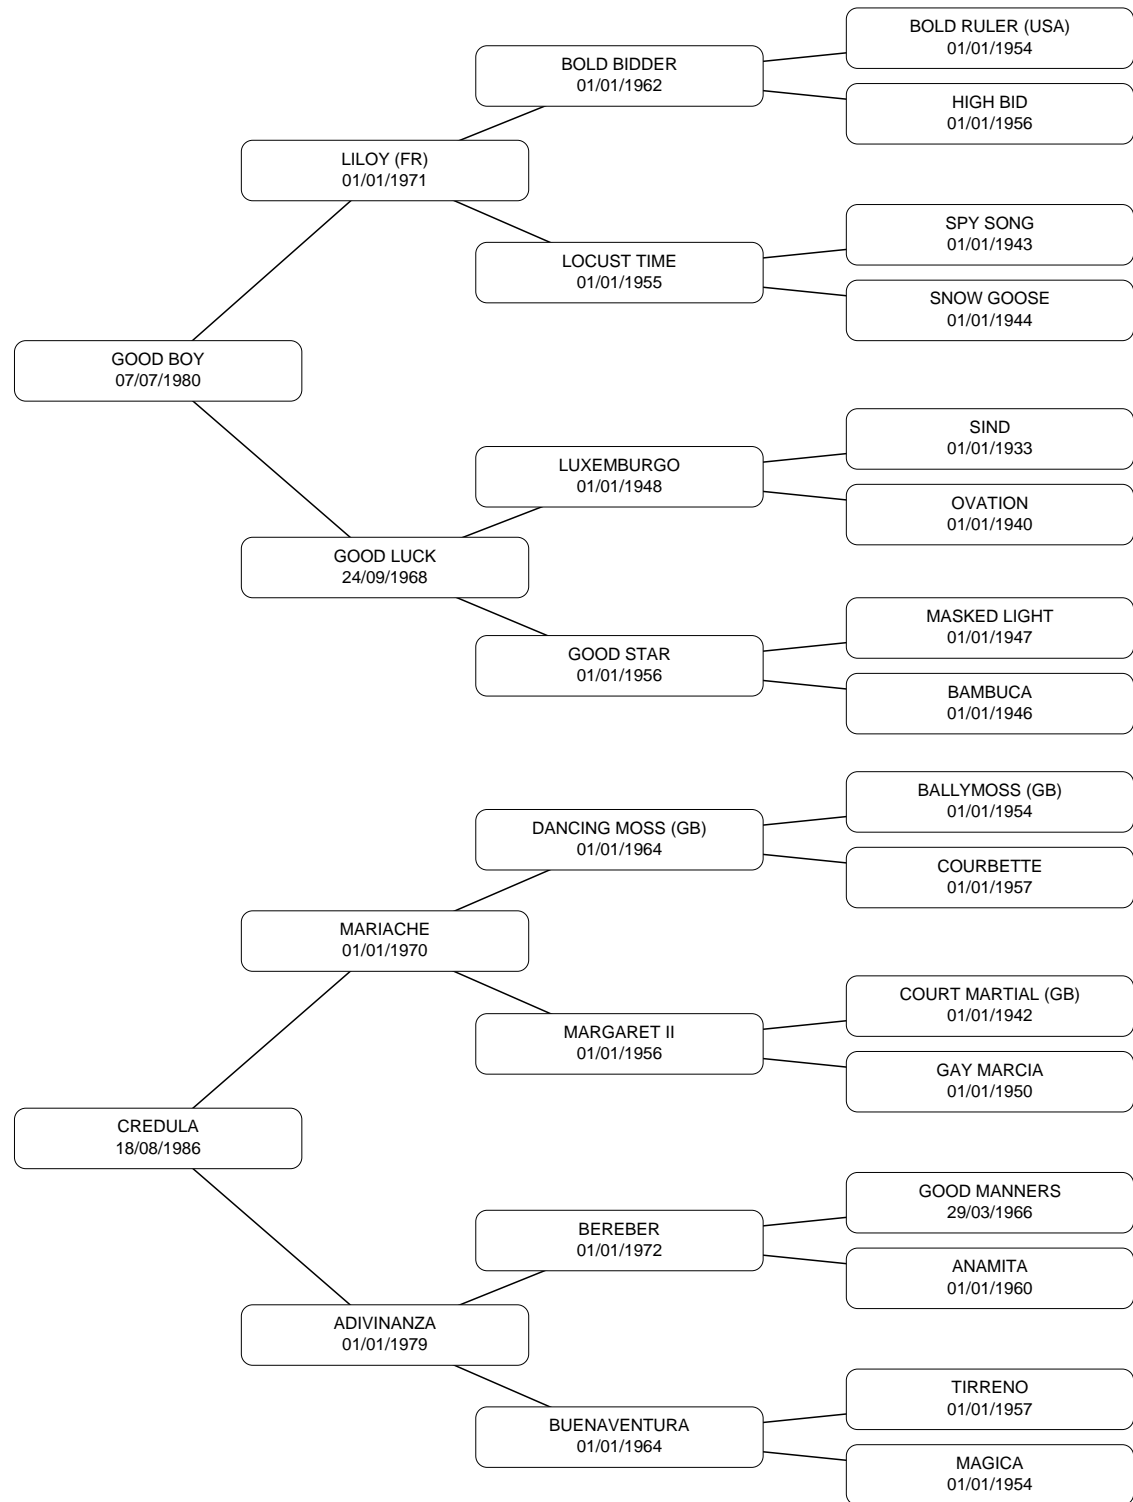 BOLD RULER (USA)
01/01/1954
BOLD BIDDER
01/01/1962
HIGH BID
01/01/1956
LILOY (FR)
01/01/1971
SPY SONG
01/01/1943
LOCUST TIME
01/01/1955
SNOW GOOSE
01/01/1944
GOOD BOY
07/07/1980
SIND
01/01/1933
LUXEMBURGO
01/01/1948
OVATION
01/01/1940
GOOD LUCK
24/09/1968
MASKED LIGHT
01/01/1947
GOOD STAR
01/01/1956
BAMBUCA
01/01/1946
BALLYMOSS (GB)
01/01/1954
DANCING MOSS (GB)
01/01/1964
COURBETTE
01/01/1957
MARIACHE
01/01/1970
COURT MARTIAL (GB)
01/01/1942
MARGARET II
01/01/1956
GAY MARCIA
01/01/1950
CREDULA
18/08/1986
GOOD MANNERS
29/03/1966
BEREBER
01/01/1972
ANAMITA
01/01/1960
ADIVINANZA
01/01/1979
TIRRENO
01/01/1957
BUENAVENTURA
01/01/1964
MAGICA
01/01/1954